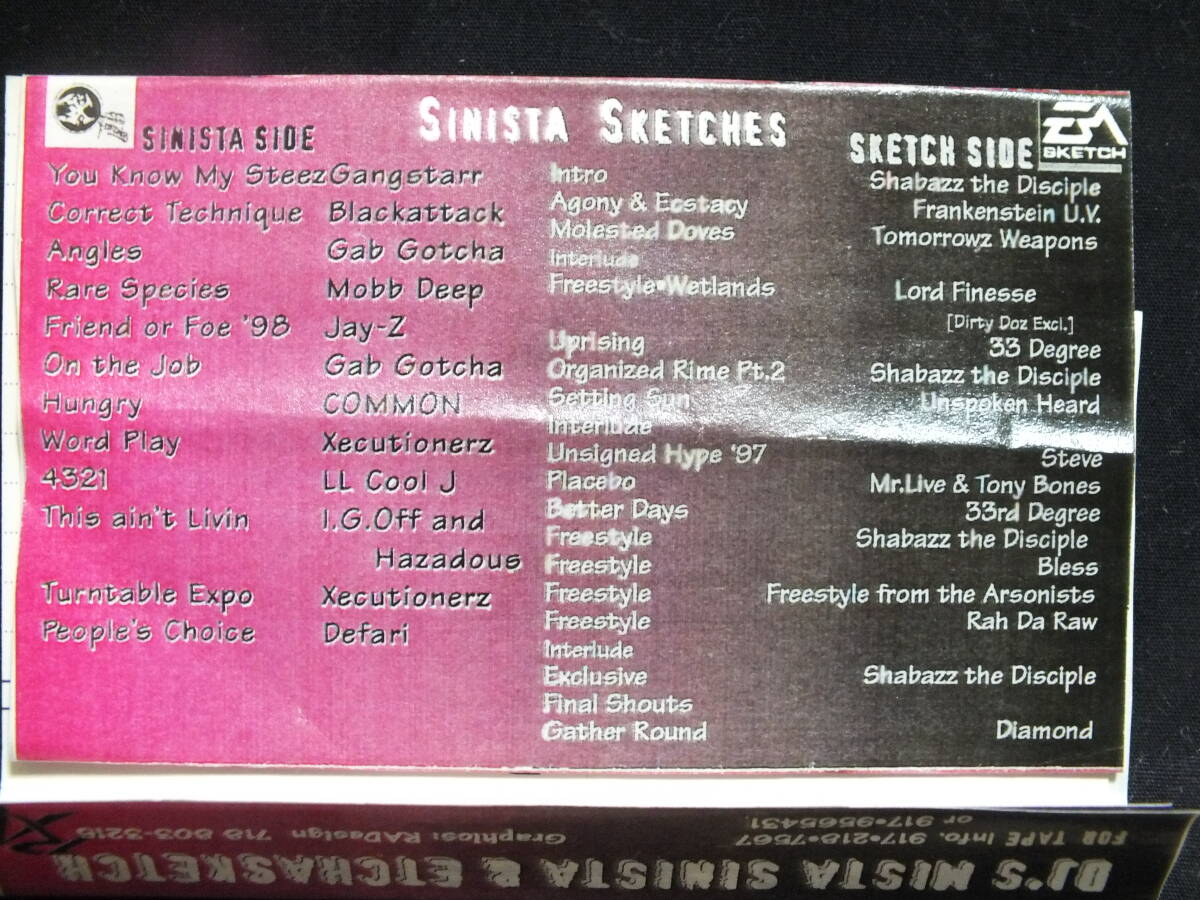 SINISTA SKETCHES
SINISTA SIDE
You Know My Steez Gangstarr
Correct Technique Blackattack
Angles Gab Gotcha
Rare Species Mobb Deep
Friend or Foe '98 Jay-Z
On the Job Gab Gotcha
Hungry COMMON
Word Play Xecutionerz
4321 LL Cool J
This ain't Livin I.G.Off and
Hazadous
Turntable Expo Xecutionerz
People's Choice Defari
SKETCH SIDE
EA
SKETCH
Intro Shabazz the Disciple
Agony & Ecstacy Frankenstein U.V.
Molested Doves Tomorrowz Weapons
Interlude
Freestyle•Wetlands Lord Finesse
[Dirty Doz Excl.]
Uprising 33 Degree
Organized Rime Pt.2 Shabazz the Disciple
Setting Sun Unspoken Heard
Interlude
Unsigned Hype '97 Steve
Placebo Mr.Live & Tony Bones
Better Days 33rd Degree
Freestyle Shabazz the Disciple
Freestyle Bless
Freestyle Freestyle from the Arsonists
Freestyle Rah Da Raw
Interlude
Exclusive Shabazz the Disciple
Final Shouts
Gather Round Diamond
DJ'S MISTA SINISTA & ETCHASKETCH
FOR TAPE Info. 917•218•7567
or 917•9565431
Graphics: RADesign 718 803-3218